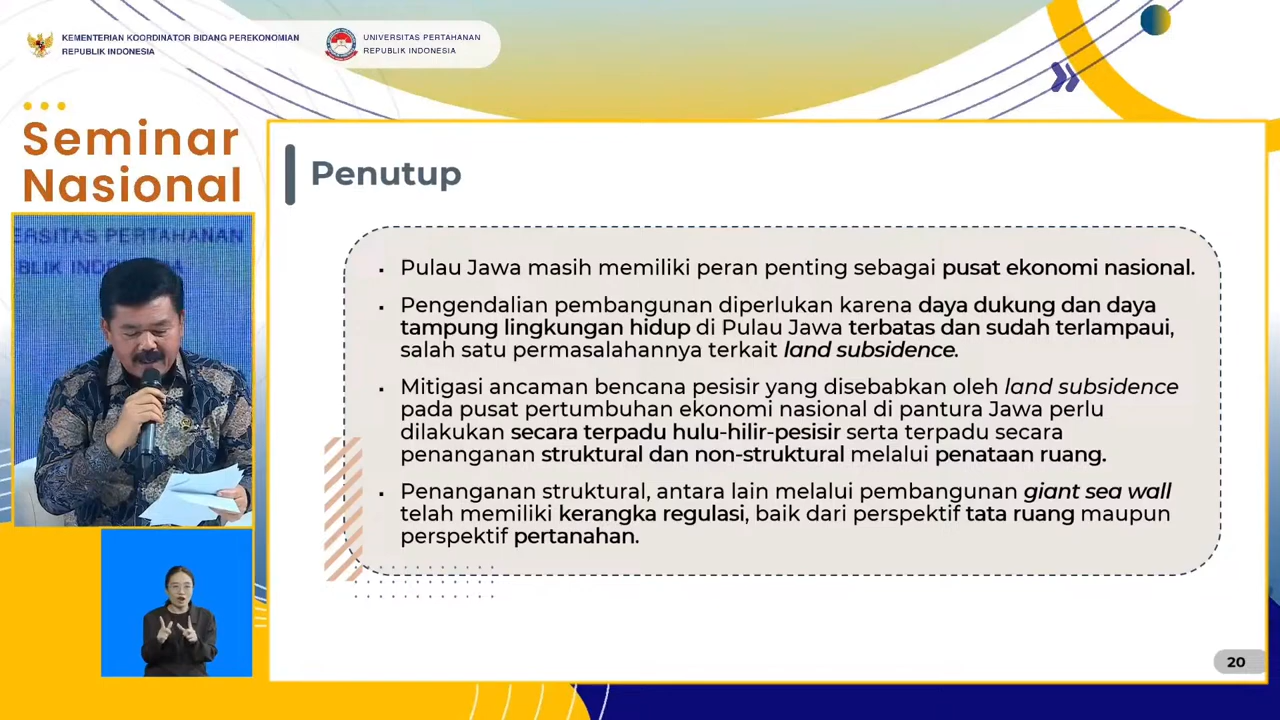 KEMENTERIAN KOORDINATOR BIDANG PEREKONOMIAN
REPUBLIK INDONESIA
UNIVERSITAS PERTAHANAN
REPUBLIK INDONESIA
Seminar
Nasional
ERSITAS PERTAHANAN
BLIK INDO
Penutup
▪ Pulau Jawa masih memiliki peran penting sebagai pusat ekonomi nasional.
▪ Pengendalian pembangunan diperlukan karena daya dukung dan daya
tampung lingkungan hidup di Pulau Jawa terbatas dan sudah terlampaui,
salah satu permasalahannya terkait land subsidence.
▪ Mitigasi ancaman bencana pesisir yang disebabkan oleh land subsidence
pada pusat pertumbuhan ekonomi nasional di pantura Jawa perlu
dilakukan secara terpadu hulu-hilir-pesisir serta terpadu secara
penanganan struktural dan non-struktural melalui penataan ruang.
▪ Penanganan struktural, antara lain melalui pembangunan giant sea wall
telah memiliki kerangka regulasi, baik dari perspektif tata ruang maupun
perspektif pertanahan.
20